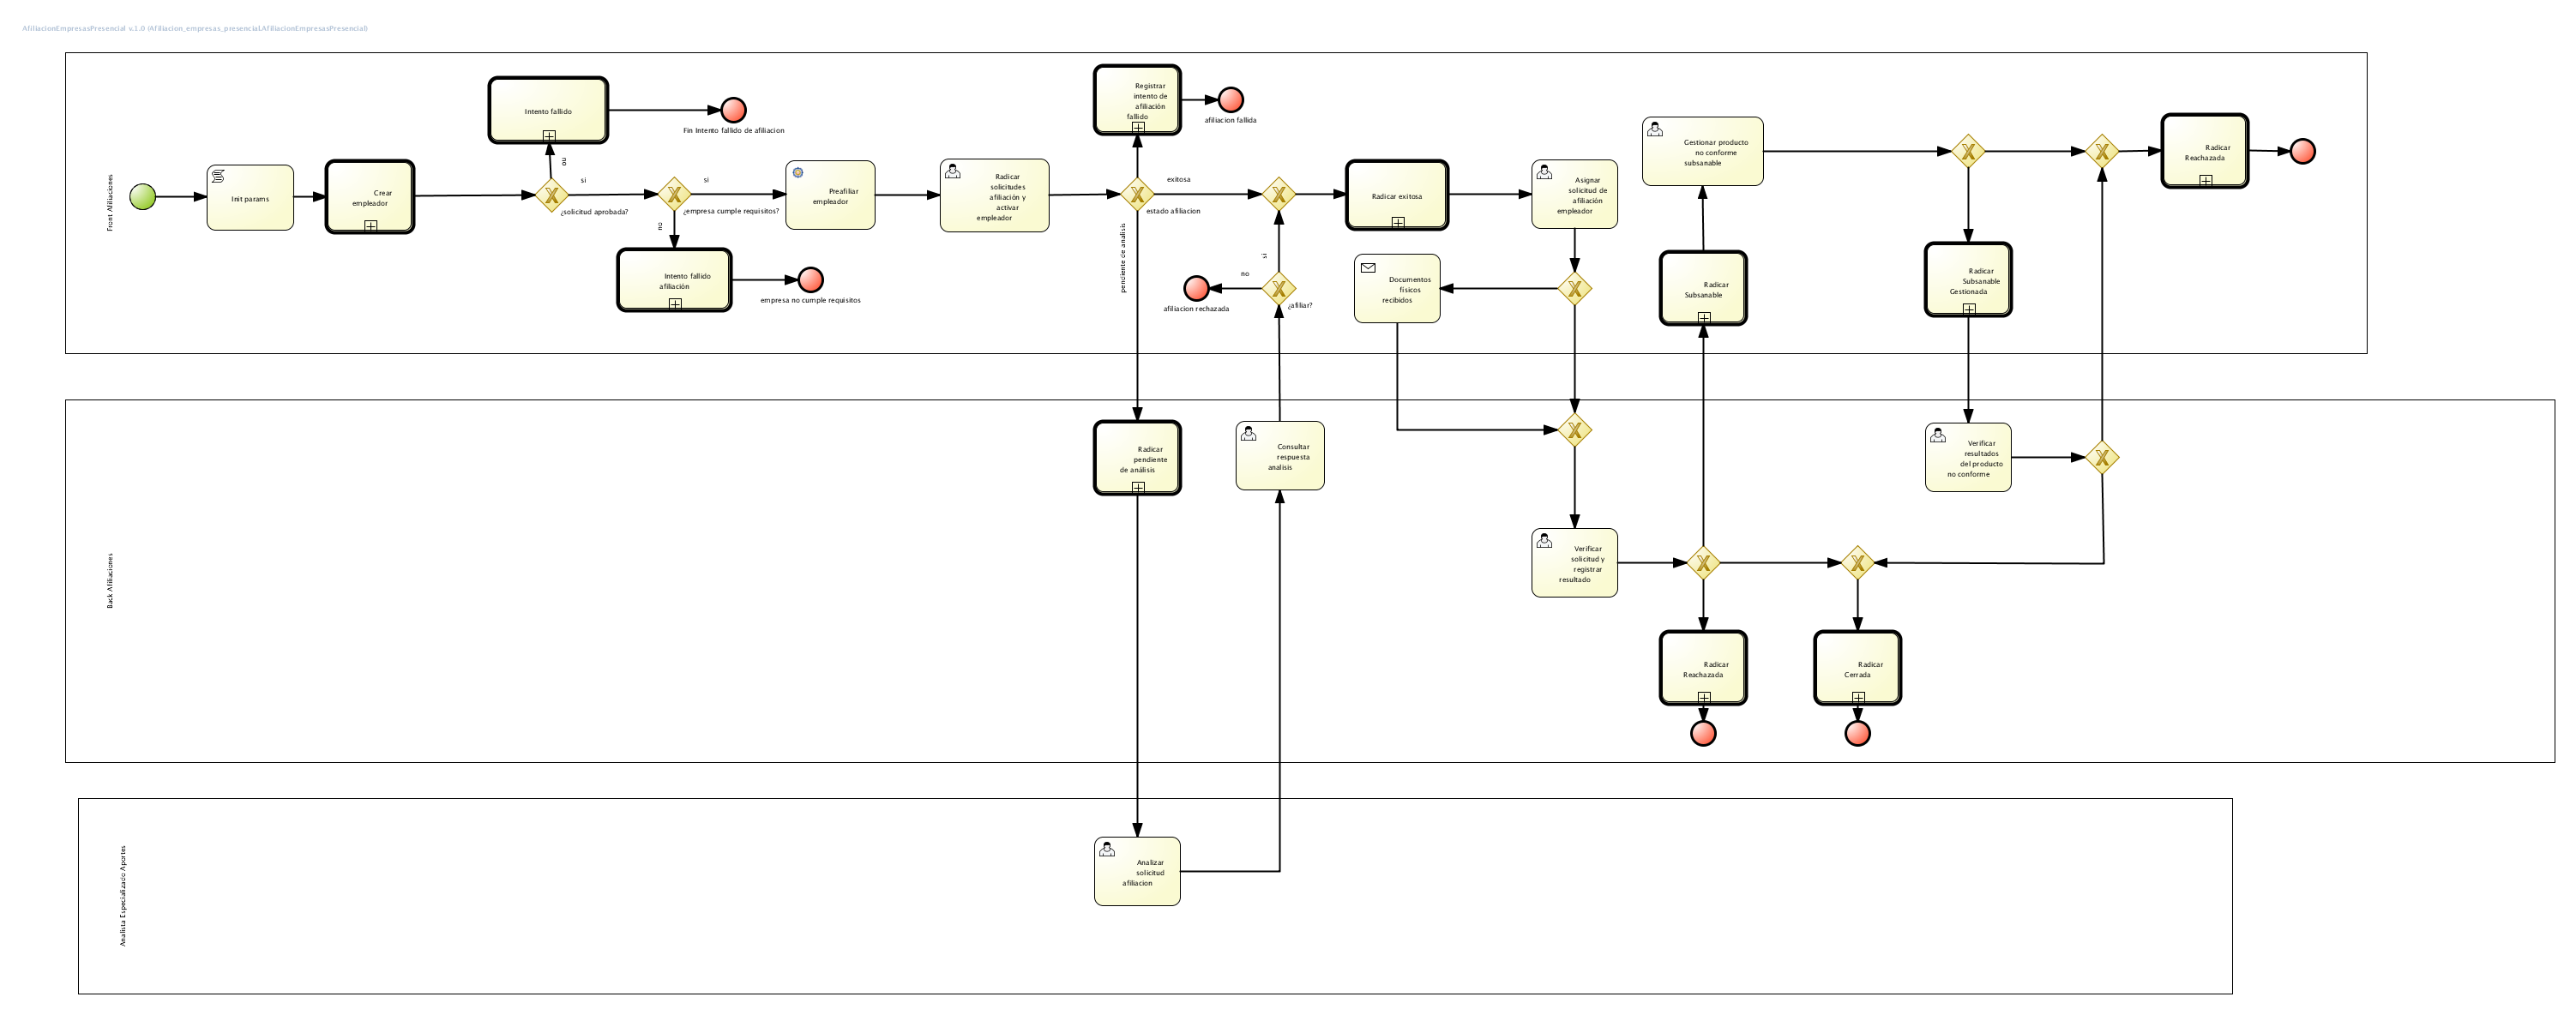 AfiliacionEmpresasPresencial v.1.0 (Afiliacion_empresas_presencial.AfiliacionEmpresasPresencial)
Front Afiliaciones
Init params
Crear
empleador
Intento fallido
Fin Intento fallido de afiliacion
no
si
¿solicitud aprobada?
si
¿empresa cumple requisitos?
no
Intento fallido
afiliación
empresa no cumple requisitos
Preafiliar
empleador
Radicar
solicitudes
afiliación y
activar
empleador
Registrar
intento de
afiliación
fallido
afiliacion fallida
exitosa
estado afiliacion
pendiente de analisis
si
no
¿afiliar?
afiliacion rechazada
Radicar exitosa
Asignar
solicitud de
afiliación
empleador
Documentos
físicos
recibidos
Gestionar producto
no conforme
subsanable
Radicar
Subsanable
Radicar
Subsanable
Gestionada
Radicar
Reachazada
Back Afiliaciones
Radicar
pendiente
de análisis
Consultar
respuesta
analisis
Verificar
solicitud y
registrar
resultado
Verificar
resultados
del producto
no conforme
Radicar
Reachazada
Radicar
Cerrada
Analista Especializado Aportes
Analizar
solicitud
afiliacion